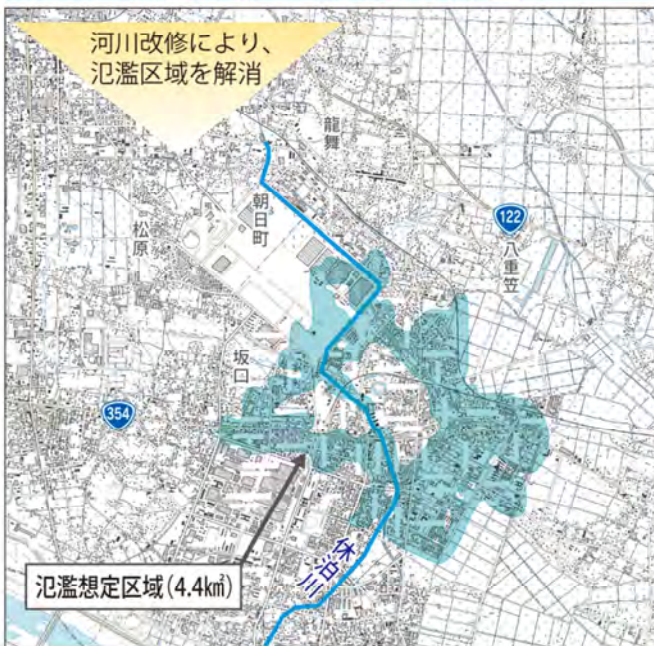 河川改修により、
氾濫区域を解消
龍舞
朝日町
松原
122
八重笠
坂口
354
休泊川
氾濫想定区域(4.4㎢)